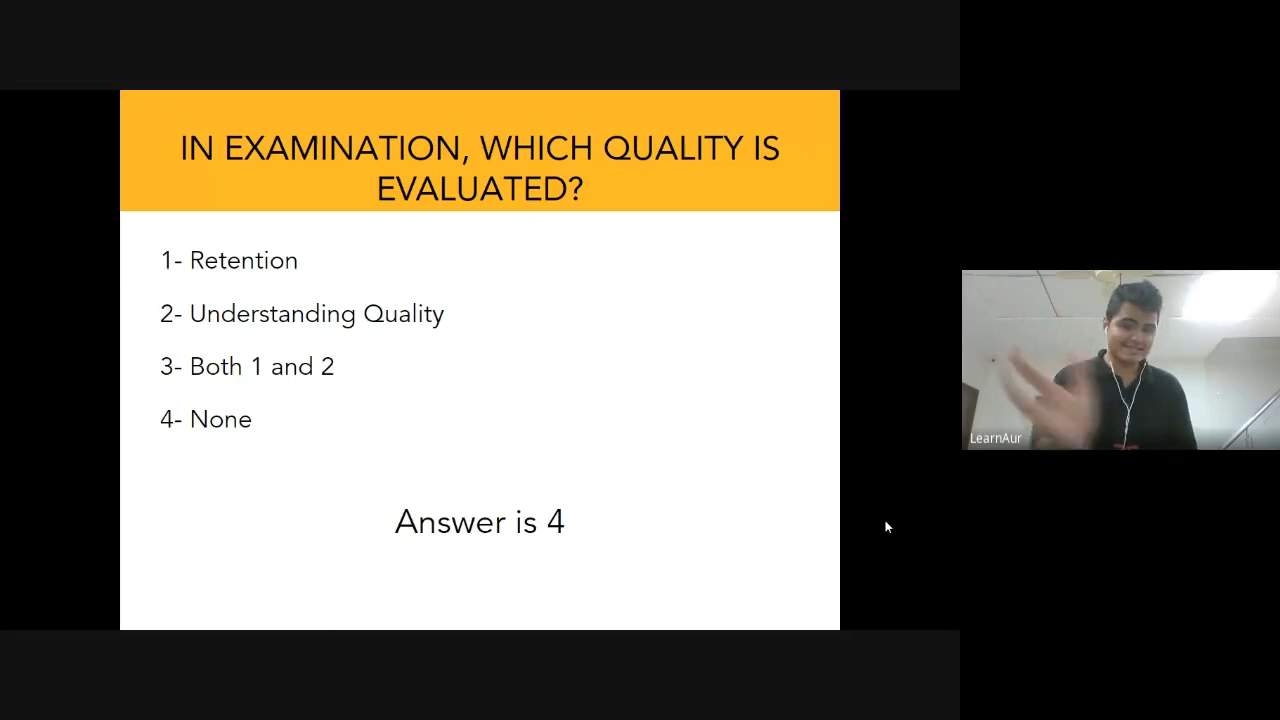 IN EXAMINATION, WHICH QUALITY IS
EVALUATED?
1- Retention
2- Understanding Quality
3- Both 1 and 2
4- None
Answer is 4
LearnAur